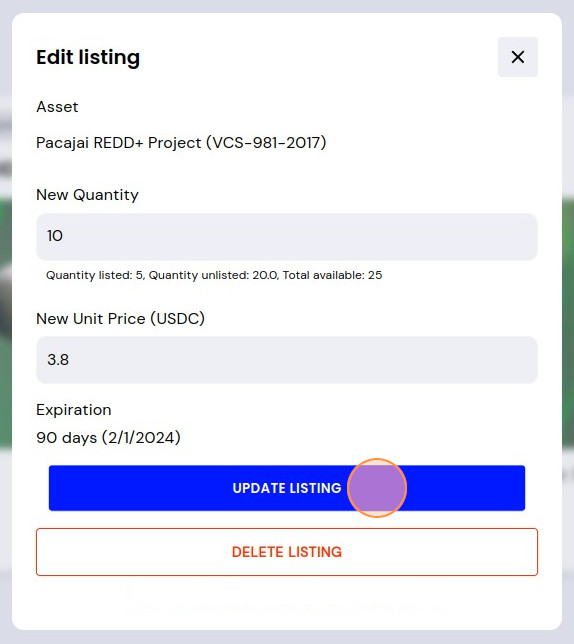 Edit listing
Asset
Pacajai REDD+ Project (VCS-981-2017)
New Quantity
10
Quantity listed: 5, Quantity unlisted: 20.0, Total available: 25
New Unit Price (USDC)
3.8
Expiration
90 days (2/1/2024)
UPDATE LISTING
DELETE LISTING